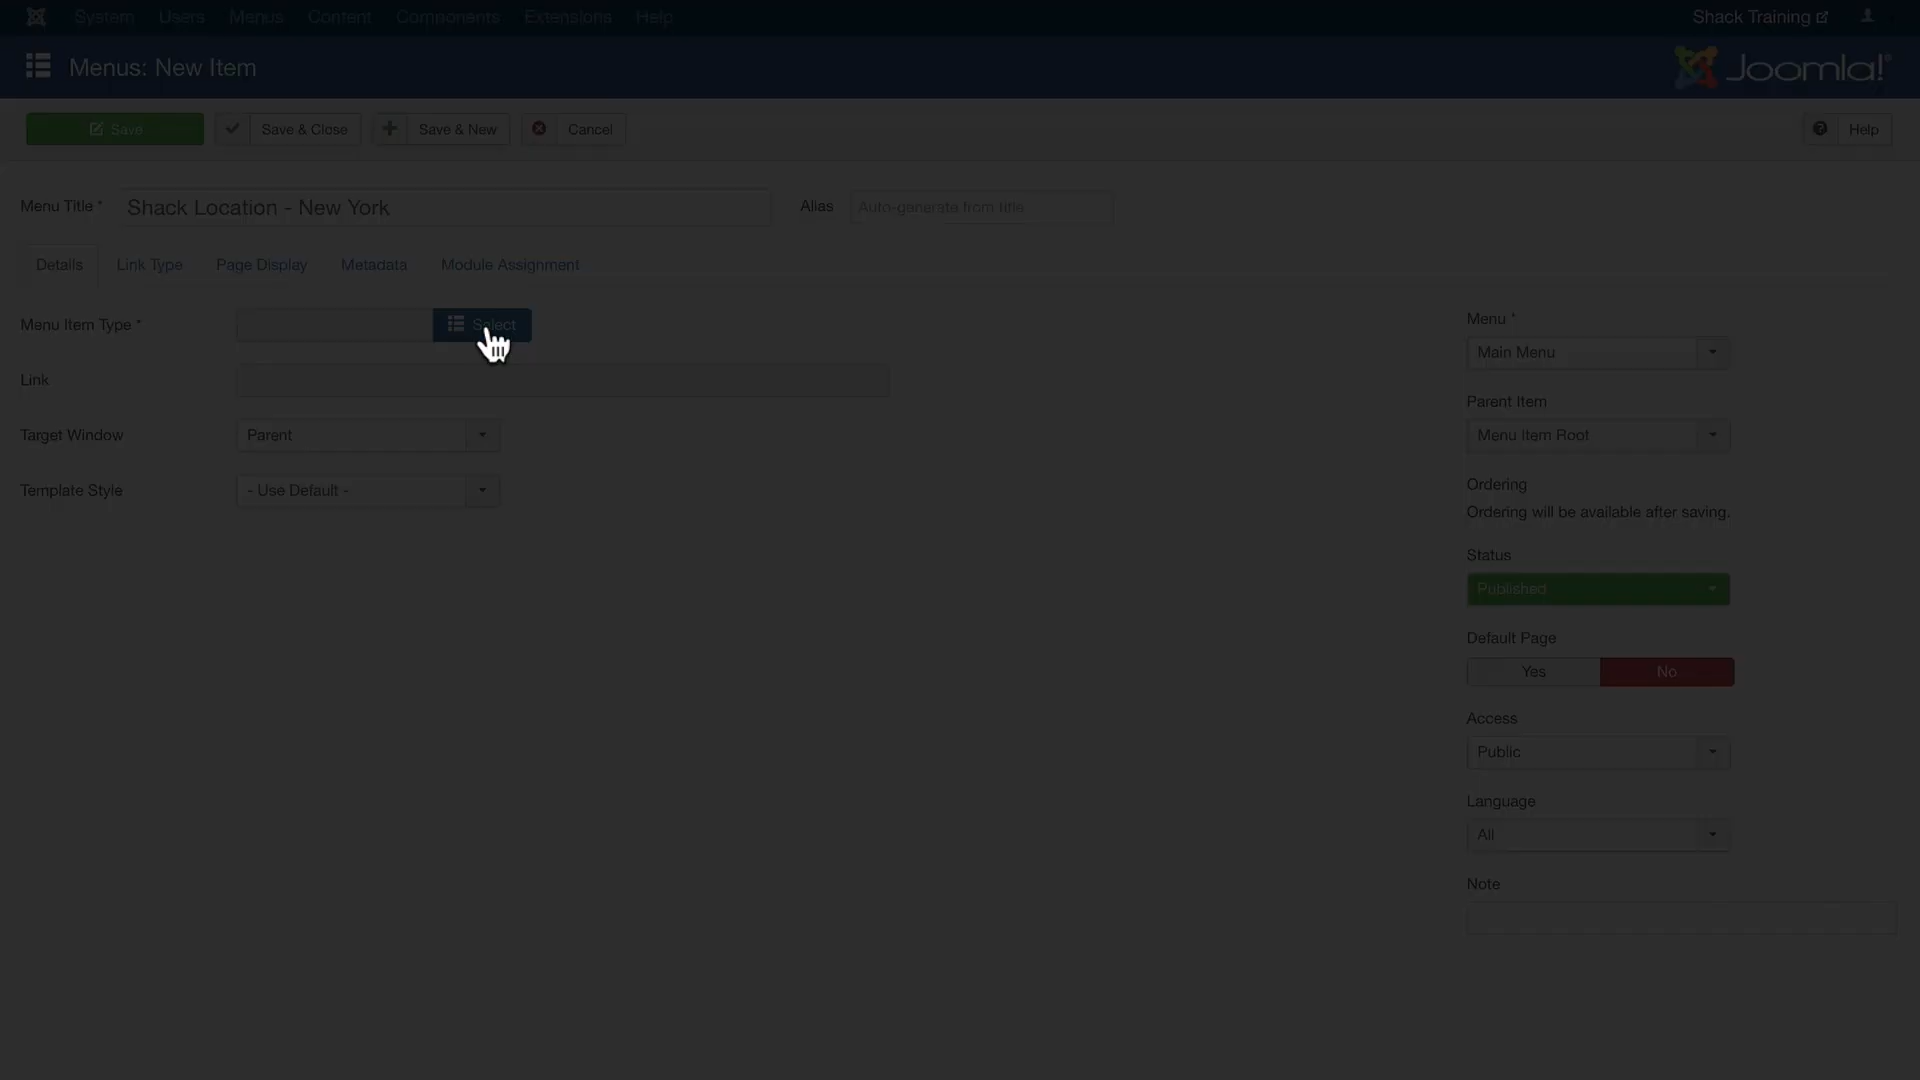 System Users Menus Content Components Extensions Help Shack Training
Menus: New Item Joomla!®
Save Save & Close Save & New Cancel Help
Menu Title * Shack Location - New York Alias Auto-generate from title
Details Link Type Page Display Metadata Module Assignment
Menu Item Type * Select
Link
Target Window Parent
Template Style - Use Default -
Menu *
Main Menu
Parent Item
Menu Item Root
Ordering
Ordering will be available after saving.
Status
Published
Default Page
Yes No
Access
Public
Language
All
Note